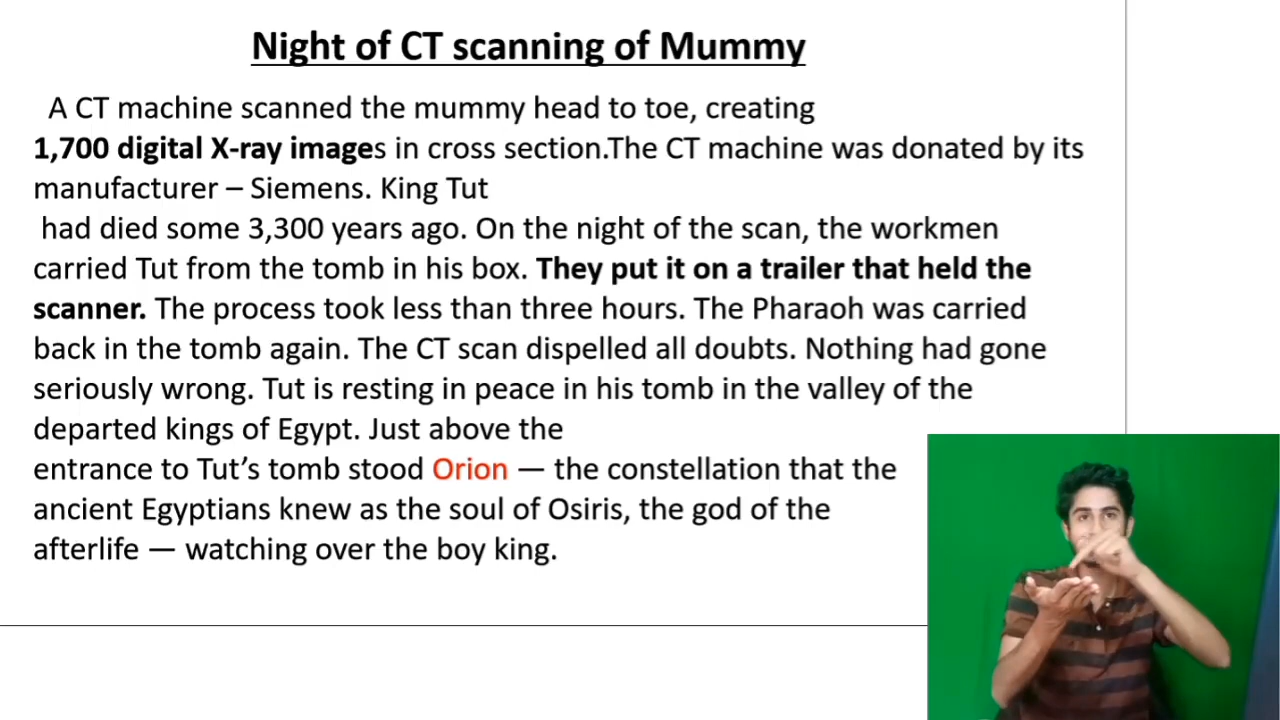 Night of CT scanning of Mummy
A CT machine scanned the mummy head to toe, creating
1,700 digital X-ray images in cross section.The CT machine was donated by its
manufacturer – Siemens. King Tut
had died some 3,300 years ago. On the night of the scan, the workmen
carried Tut from the tomb in his box. They put it on a trailer that held the
scanner. The process took less than three hours. The Pharaoh was carried
back in the tomb again. The CT scan dispelled all doubts. Nothing had gone
seriously wrong. Tut is resting in peace in his tomb in the valley of the
departed kings of Egypt. Just above the
entrance to Tut’s tomb stood Orion — the constellation that the
ancient Egyptians knew as the soul of Osiris, the god of the
afterlife — watching over the boy king.